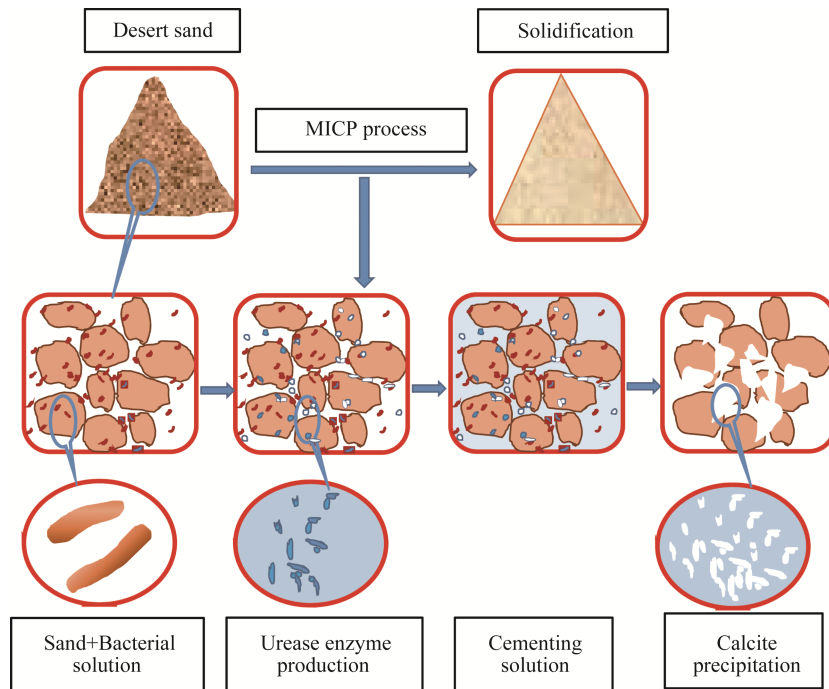 Desert sand
Solidification
MICP process
Sand+Bacterial
solution
Urease enzyme
production
Cementing
solution
Calcite
precipitation